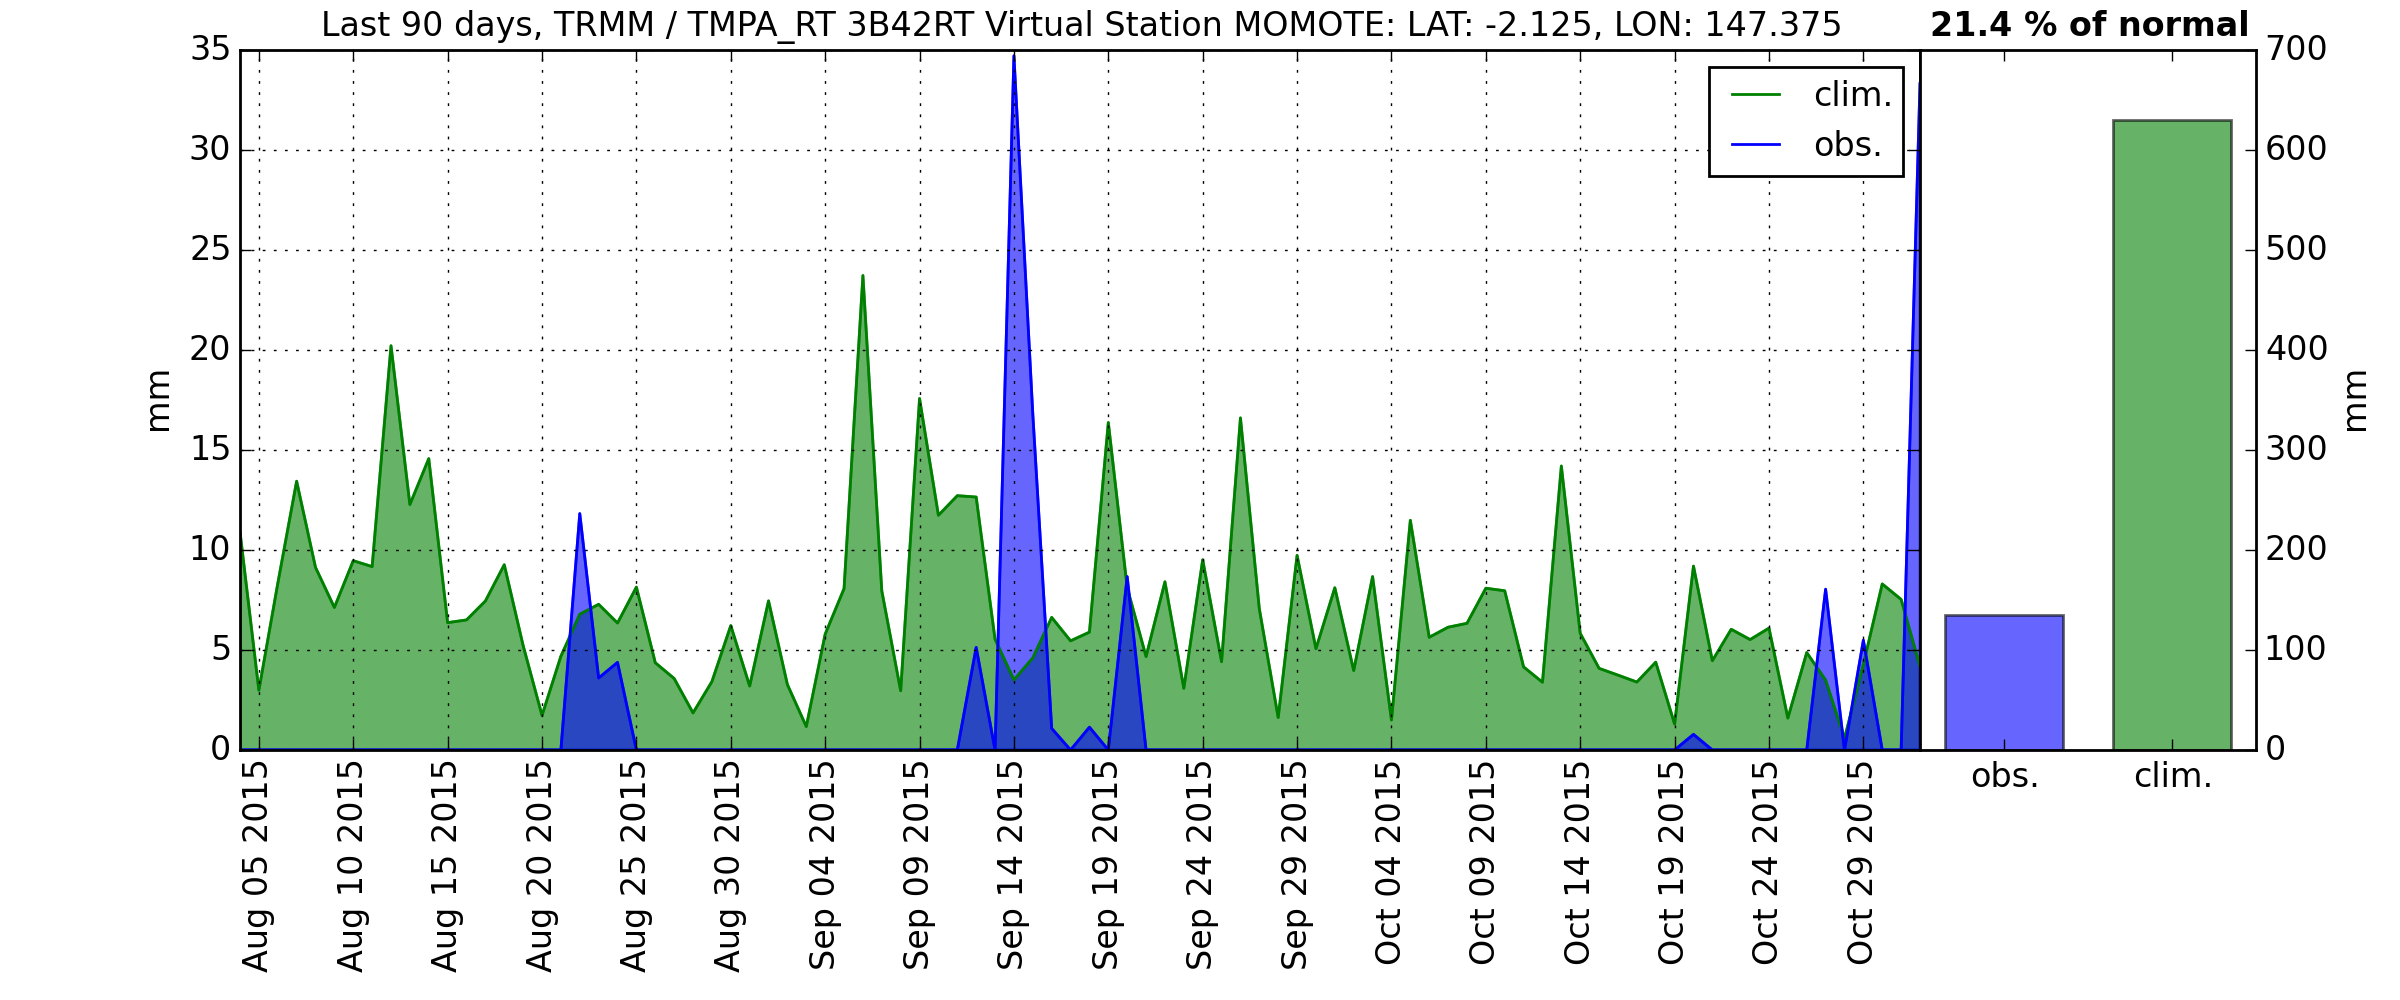 Last 90 days, TRMM / TMPA_RT 3B42RT Virtual Station MOMOTE: LAT: -2.125, LON: 147.375
21.4 % of normal
35
30
25
20
15
10
5
0
mm
clim.
obs.
Aug 05 2015
Aug 10 2015
Aug 15 2015
Aug 20 2015
Aug 25 2015
Aug 30 2015
Sep 04 2015
Sep 09 2015
Sep 14 2015
Sep 19 2015
Sep 24 2015
Sep 29 2015
Oct 04 2015
Oct 09 2015
Oct 14 2015
Oct 19 2015
Oct 24 2015
Oct 29 2015
obs.
clim.
700
600
500
400
300
200
100
0
mm